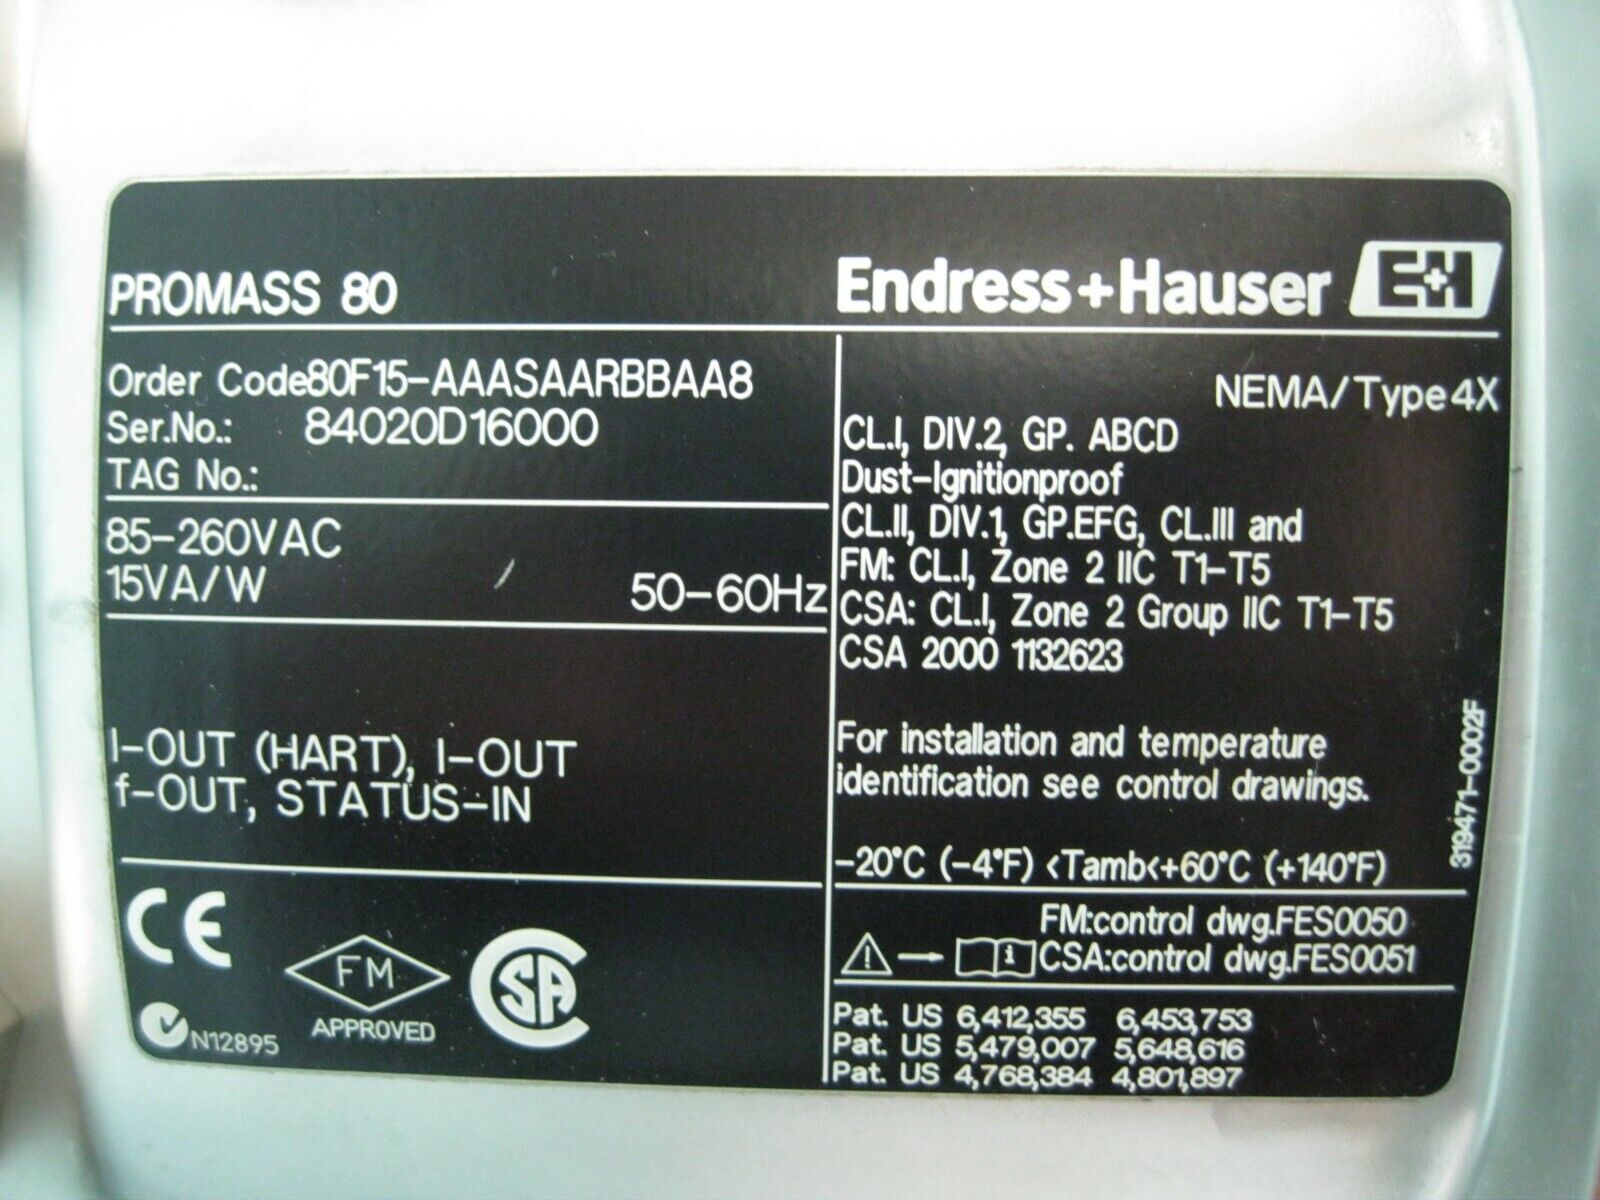 PROMASS 80
Endress+Hauser E+H
Order Code80F15-AAASAARBBAA8
Ser.No.: 84020D16000
TAG No.:
85-260VAC
15VA/W 50-60Hz
I-OUT (HART), I-OUT
f-OUT, STATUS-IN
CE
FM
APPROVED
CSA
N12895
NEMA/Type4X
CL.I, DIV.2, GP. ABCD
Dust-Ignitionproof
CL.II, DIV.1, GP.EFG, CL.III and
FM: CL.I, Zone 2 IIC T1-T5
CSA: CL.I, Zone 2 Group IIC T1-T5
CSA 2000 1132623
For installation and temperature
identification see control drawings.
-20°C (-4°F) <Tamb<+60°C (+140°F)
319471-0002F
FM:control dwg.FES0050
CSA:control dwg.FES0051
Pat. US 6,412,355 6,453,753
Pat. US 5,479,007 5,648,616
Pat. US 4,768,384 4,801,897